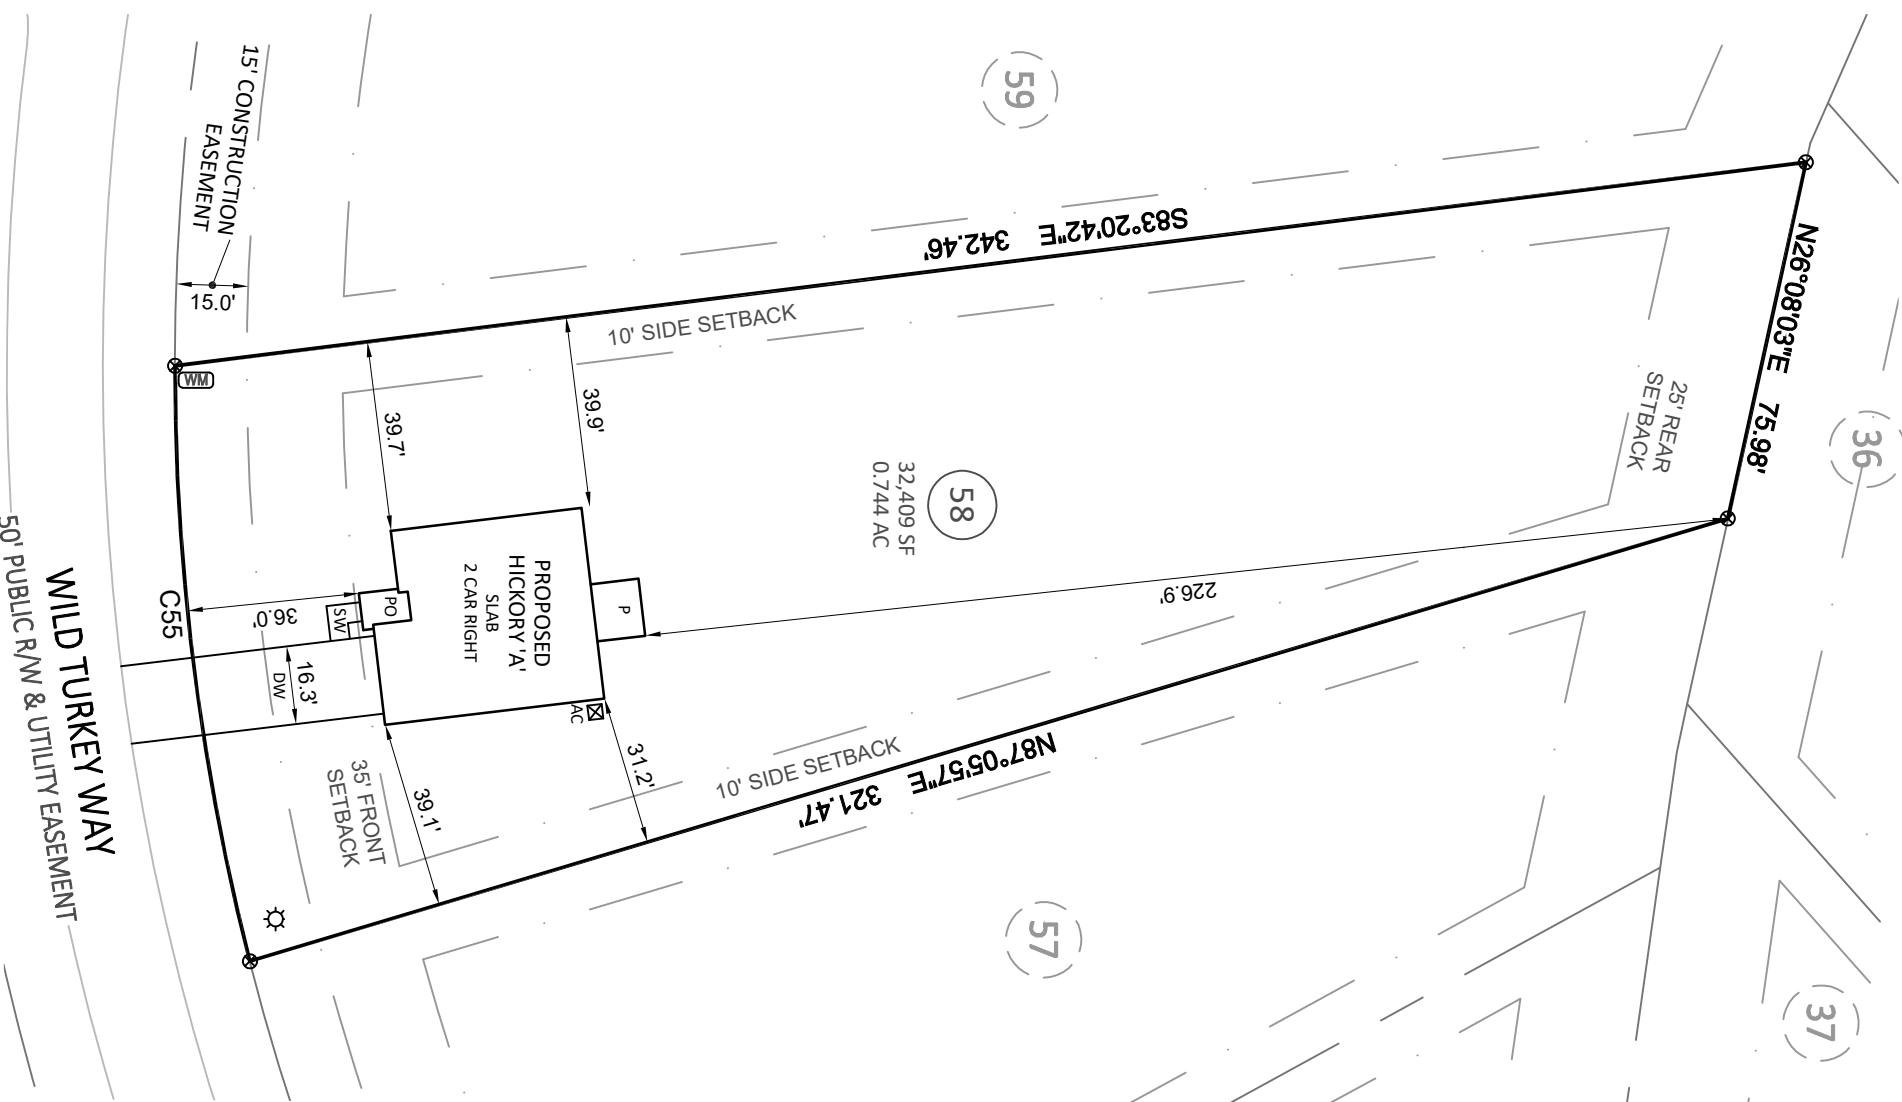 59
15' CONSTRUCTION
EASEMENT
15.0'
S83°20'42"E 342.46'
N26°08'03"E 75.98'
10' SIDE SETBACK
WM
39.7'
39.9'
25' REAR
SETBACK
36
58
32,409 SF
0.744 AC
PROPOSED
HICKORY 'A'
SLAB
2 CAR RIGHT
P
PO
SW
36.0'
226.9'
C55
WILD TURKEY WAY
50' PUBLIC R/W & UTILITY EASEMENT
16.3'
DW
AC
31.2'
39.1'
35' FRONT
SETBACK
10' SIDE SETBACK
N87°05'57"E 321.47'
57
37